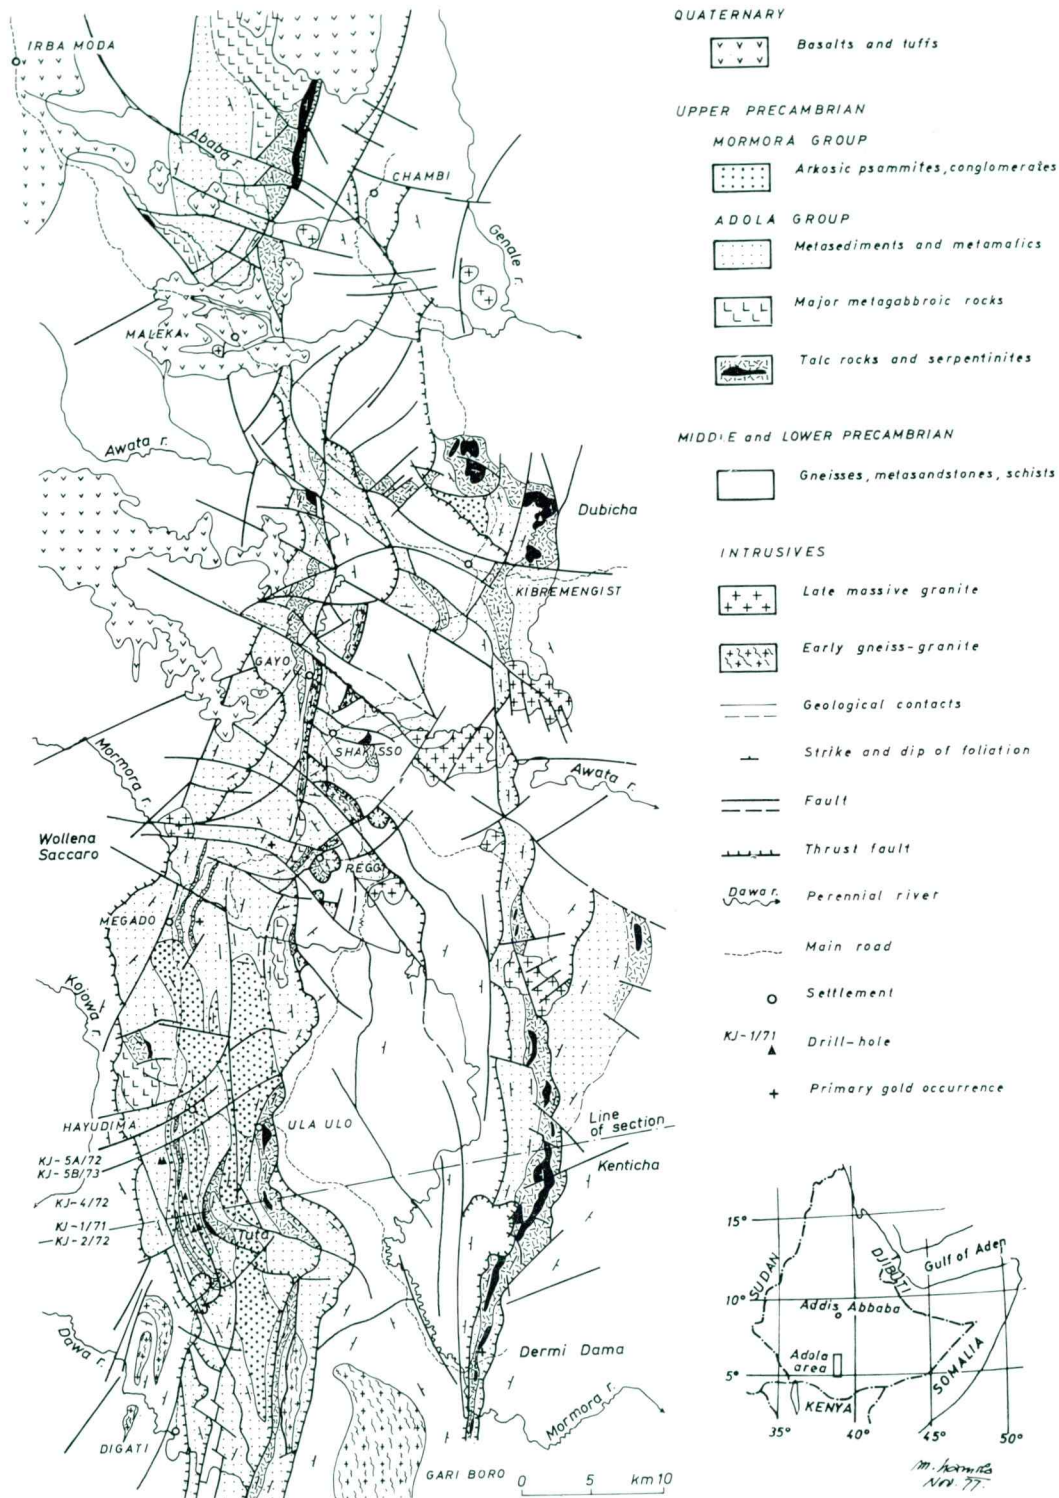 IRBA MODA
Ababa r.
CHAMBI
Genale r.
MALEKA
Awata r.
Dubicha
KIBREMENGIST
GAYO
SHAKISSO
Mormora r.
Awata r.
Wollena
Saccaro
REGGI
MEGADO
Kojowa r.
HAYUDIMA
ULA ULO
Line
of section
Kenticha
KJ-5A/72
KJ-5B/73
KJ-4/72
KJ-1/71
KJ-2/72
Tuta
Dawa r.
Dermi Dama
Mormora r.
DIGATI
GARI BORO
0 5 km 10
QUATERNARY
Basalts and tuffs
UPPER PRECAMBRIAN
MORMORA GROUP
Arkosic psammites, conglomerates
ADOLA GROUP
Metasediments and metamafics
Major metagabbroic rocks
Talc rocks and serpentinites
MIDDLE and LOWER PRECAMBRIAN
Gneisses, metasandstones, schists
INTRUSIVES
Late massive granite
Early gneiss-granite
Geological contacts
Strike and dip of foliation
Fault
Thrust fault
Dawa r.
Perennial river
Main road
Settlement
KJ-1/71
Drill-hole
Primary gold occurrence
15°
SUDAN
DJIBUTI
Gulf of Aden
10°
Addis Abbaba
Adola
area
5°
SOMALIA
KENYA
35° 40° 45° 50°
Nov. 77.